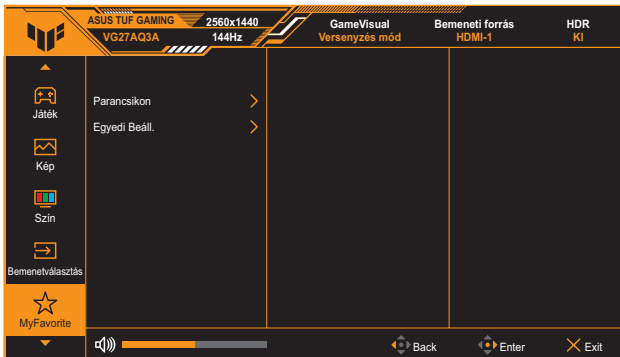 ASUS TUF GAMING 2560x1440 GameVisual Bemeneti forrás HDR
VG27AQ3A 144Hz Versenyzés mód HDMI-1 KI
Játék
Kép
Szín
Bemenetválasztás
MyFavorite
Parancsikon
Egyedi Beáll.
Back Enter Exit